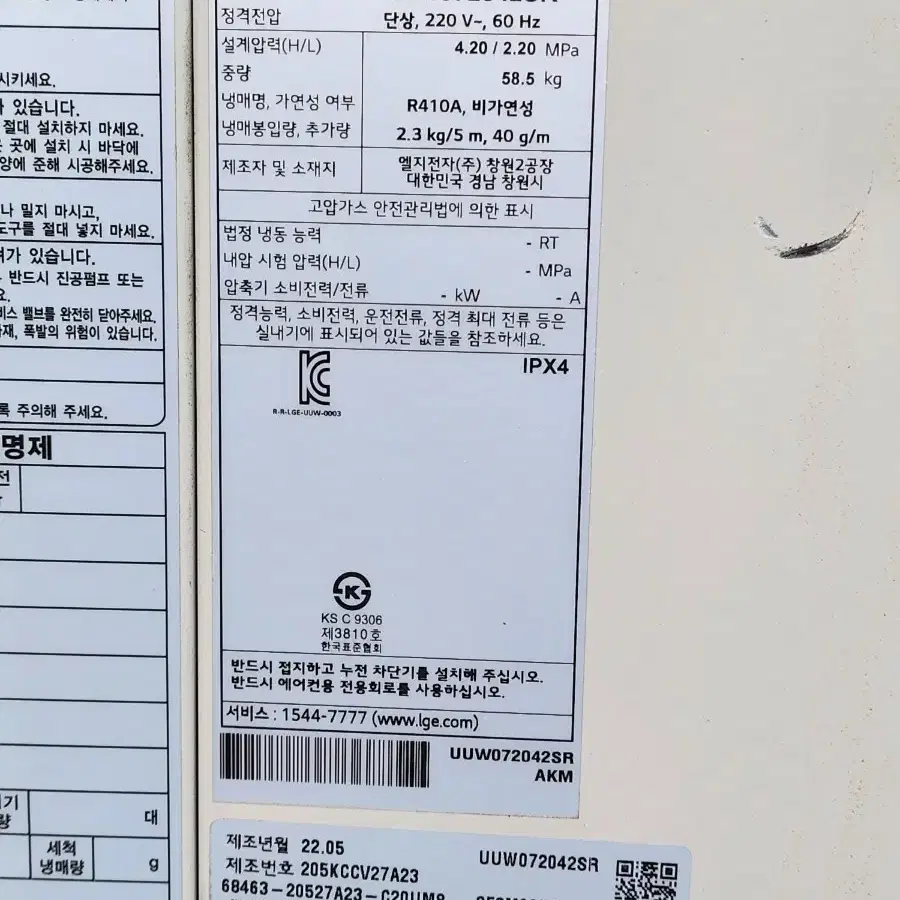 시키세요.
있습니다.
절대 설치하지 마세요.
곳에 설치 시 바닥에
양에 준해 시공해주세요.
나 밀지 마시고,
도구를 절대 넣지 마세요.
가 있습니다.
반드시 진공펌프 또는
비스 밸브를 완전히 닫아주세요.
폭발의 위험이 있습니다.
록 주의해 주세요.
명제
대
세척
냉매량 g
정격전압 단상, 220 V~, 60 Hz
설계압력(H/L) 4.20 / 2.20 MPa
중량 58.5 kg
냉매명, 가연성 여부 R410A, 비가연성
냉매봉입량, 추가량 2.3 kg/5 m, 40 g/m
제조자 및 소재지 엘지전자(주) 창원2공장
대한민국 경남 창원시
고압가스 안전관리법에 의한 표시
법정 냉동 능력 - RT
내압 시험 압력(H/L) - MPa
압축기 소비전력/전류 - kW - A
정격능력, 소비전력, 운전전류, 정격 최대 전류 등은
실내기에 표시되어 있는 값들을 참조하세요.
IPX4
R-R-LGE-UUW-0003
KS C 9306
제3810호
한국표준협회
반드시 접지하고 누전 차단기를 설치해 주십시오.
반드시 에어컨용 전용회로를 사용하십시오.
서비스 : 1544-7777 (www.lge.com)
UUW072042SR
AKM
제조년월 22.05
제조번호 205KCCV27A23 UUW072042SR
68463-20527A23-C20UM8